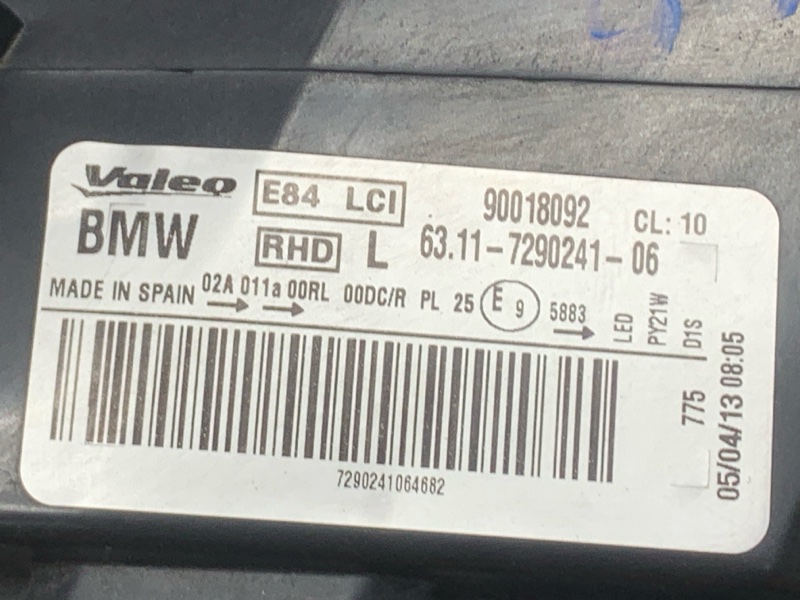 Valeo E84 LCI 90018092 CL: 10
BMW RHD L 63.11-7290241-06
MADE IN SPAIN 02A 011a 00RL 00DC/R PL 25 E 9 5883
LED
PY21W
D1S
775
05/04/13 08:05
7290241064682